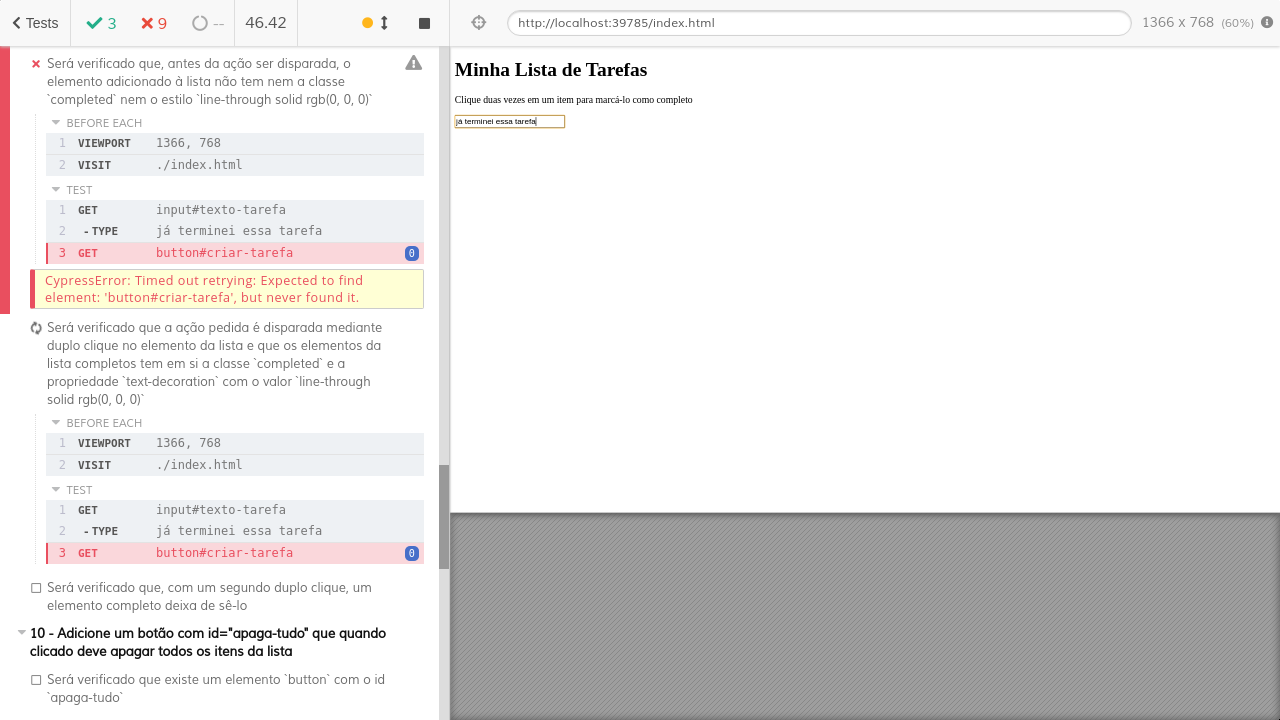 Tests
3
9
--
46.42
http://localhost:39785/index.html
1366 x 768 (60%)
Será verificado que, antes da ação ser disparada, o
elemento adicionado à lista não tem nem a classe
`completed` nem o estilo `line-through solid rgb(0, 0, 0)`
BEFORE EACH
1 VIEWPORT 1366, 768
2 VISIT ./index.html
TEST
1 GET input#texto-tarefa
2 - TYPE já terminei essa tarefa
3 GET button#criar-tarefa 0
CypressError: Timed out retrying: Expected to find
element: 'button#criar-tarefa', but never found it.
Será verificado que a ação pedida é disparada mediante
duplo clique no elemento da lista e que os elementos da
lista completos tem em si a classe `completed` e a
propriedade `text-decoration` com o valor `line-through
solid rgb(0, 0, 0)`
BEFORE EACH
1 VIEWPORT 1366, 768
2 VISIT ./index.html
TEST
1 GET input#texto-tarefa
2 - TYPE já terminei essa tarefa
3 GET button#criar-tarefa 0
Será verificado que, com um segundo duplo clique, um
elemento completo deixa de sê-lo
10 - Adicione um botão com id="apaga-tudo" que quando
clicado deve apagar todos os itens da lista
Será verificado que existe um elemento `button` com o id
`apaga-tudo`
Minha Lista de Tarefas
Clique duas vezes em um item para marcá-lo como completo
já terminei essa tarefa